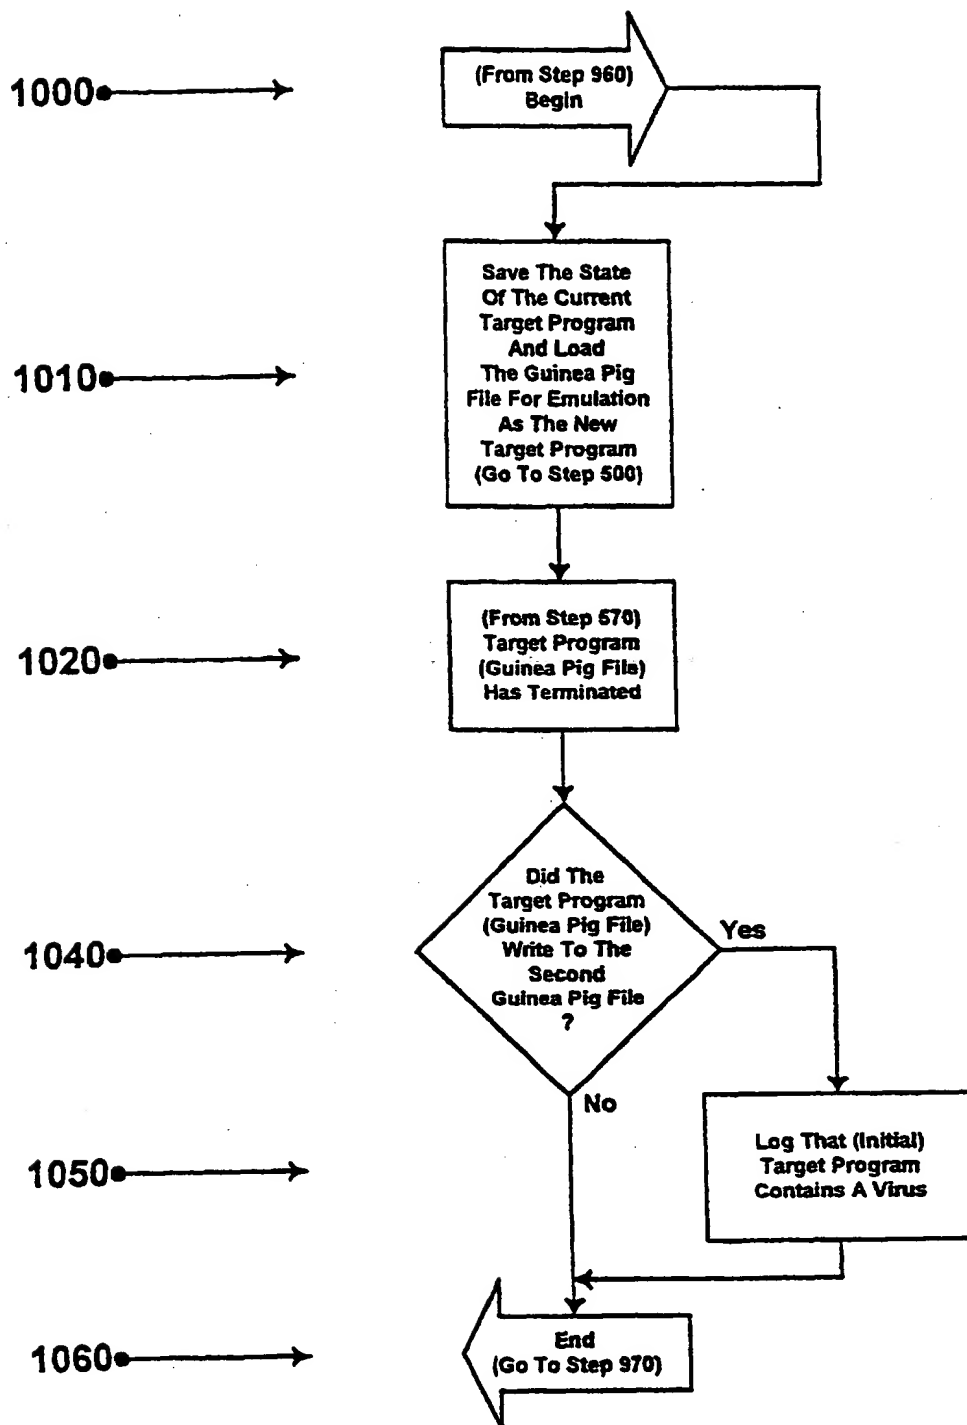 1000
(From Step 960)
Begin
1010
Save The State
Of The Current
Target Program
And Load
The Guinea Pig
File For Emulation
As The New
Target Program
(Go To Step 500)
1020
(From Step 570)
Target Program
(Guinea Pig File)
Has Terminated
1040
Did The
Target Program
(Guinea Pig File)
Write To The
Second
Guinea Pig File
?
Yes
No
1050
Log That (Initial)
Target Program
Contains A Virus
1060
End
(Go To Step 970)